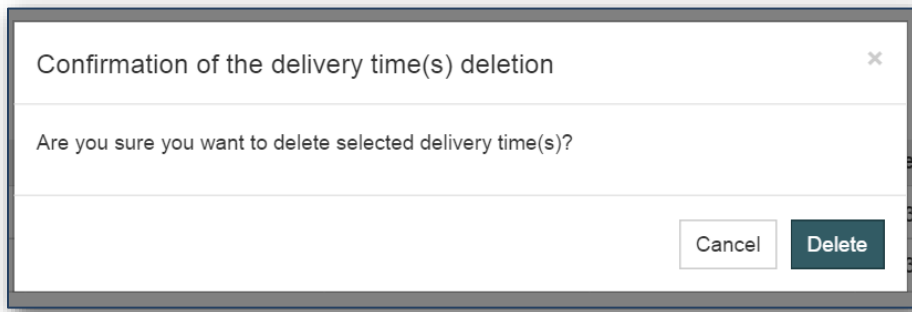 Confirmation of the delivery time(s) deletion
×
Are you sure you want to delete selected delivery time(s)?
Cancel Delete